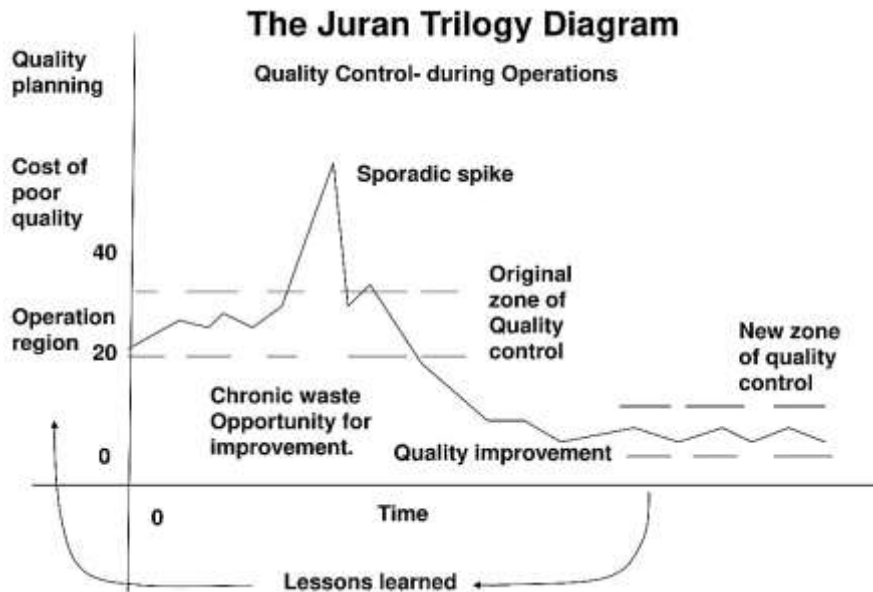 The Juran Trilogy Diagram
Quality
planning
Quality Control- during Operations
Cost of
poor
quality
Sporadic spike
40
Original
zone of
Quality
control
Operation
region
20
New zone
of quality
control
Chronic waste
Opportunity for
improvement.
0
Quality improvement
0
Time
Lessons learned